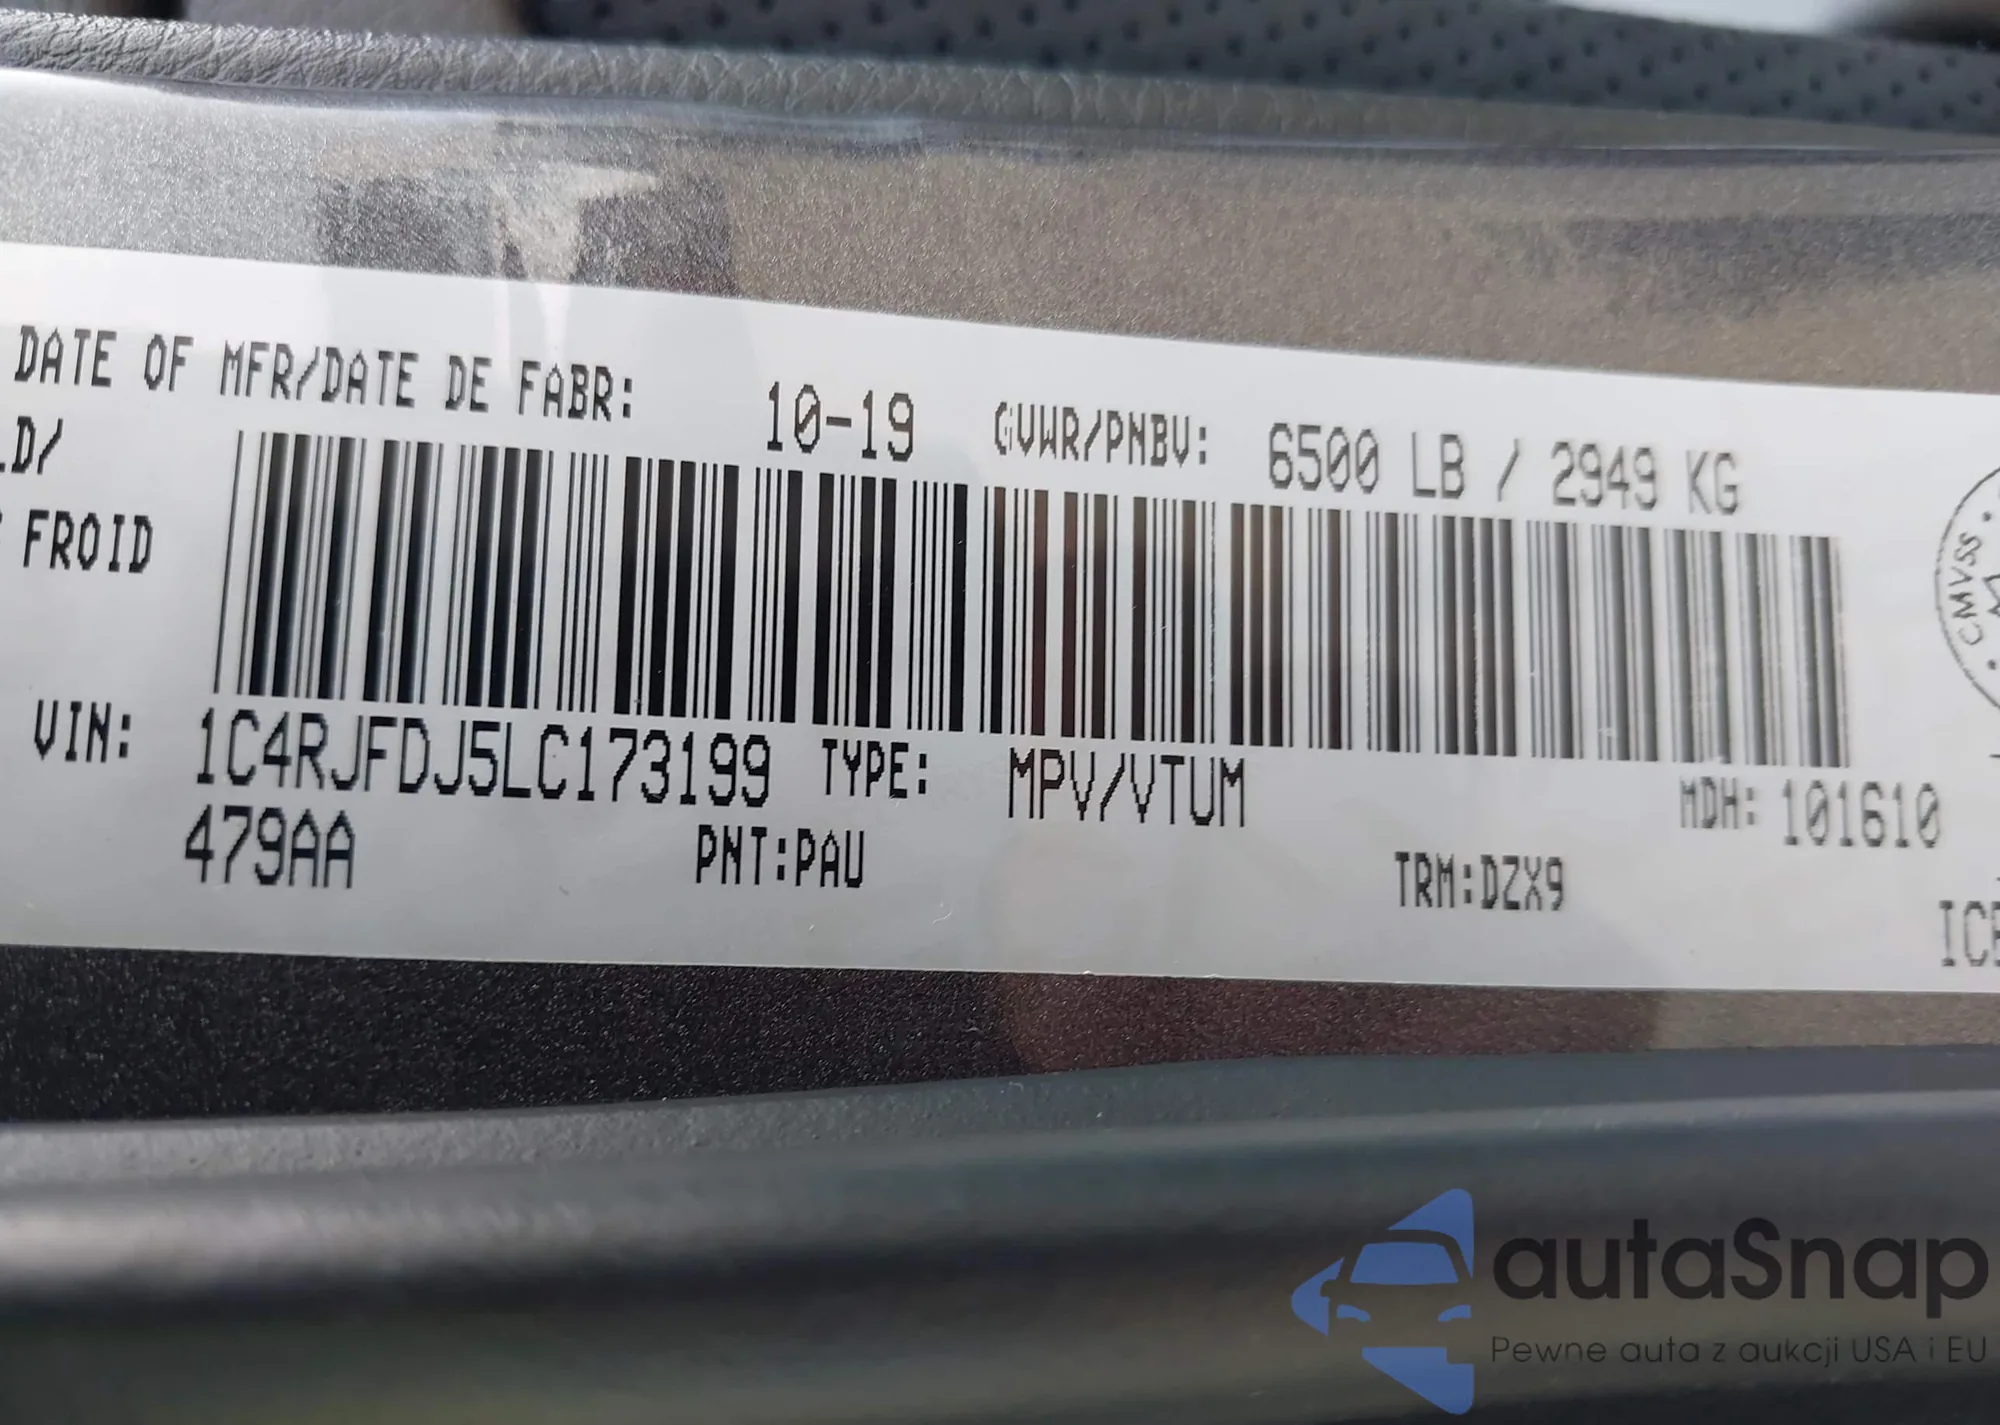 DATE OF MFR/DATE DE FABR: 10-19 GVWR/PNBV: 6500 LB / 2949 KG
LD/
FROID
CMVSS
VIN: 1C4RJFDJ5LC173199 TYPE: MPV/VTUM MDH: 101610
479AA PNT:PAU TRM:DZX9
autaSnap
Pewne auta z aukcji USA i EU